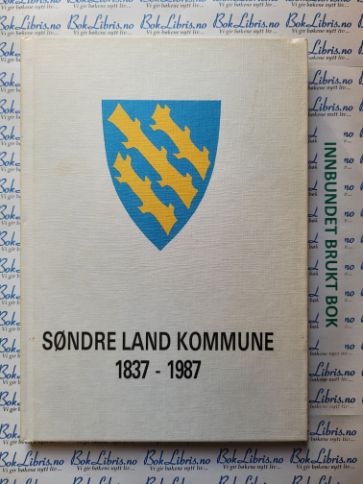 SØNDRE LAND KOMMUNE
1837 - 1987
INNBUNDET BRUKT BOK
BokLibris.no
Vi gir bøkene nytt liv...